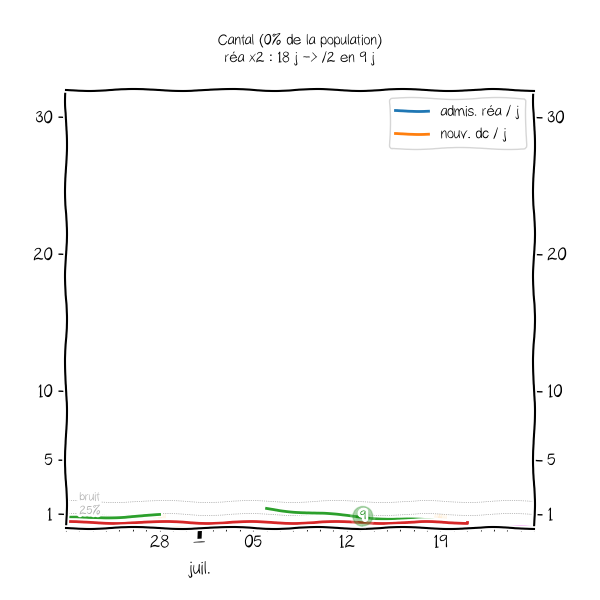 Cantal (0% de la population)
réa x2 : 18 j -> /2 en 9 j
admis. réa / j
nouv. dc / j
30
30
20
20
10
10
5
5
bruit
25%
1
1
9
28
05
12
19
juil.